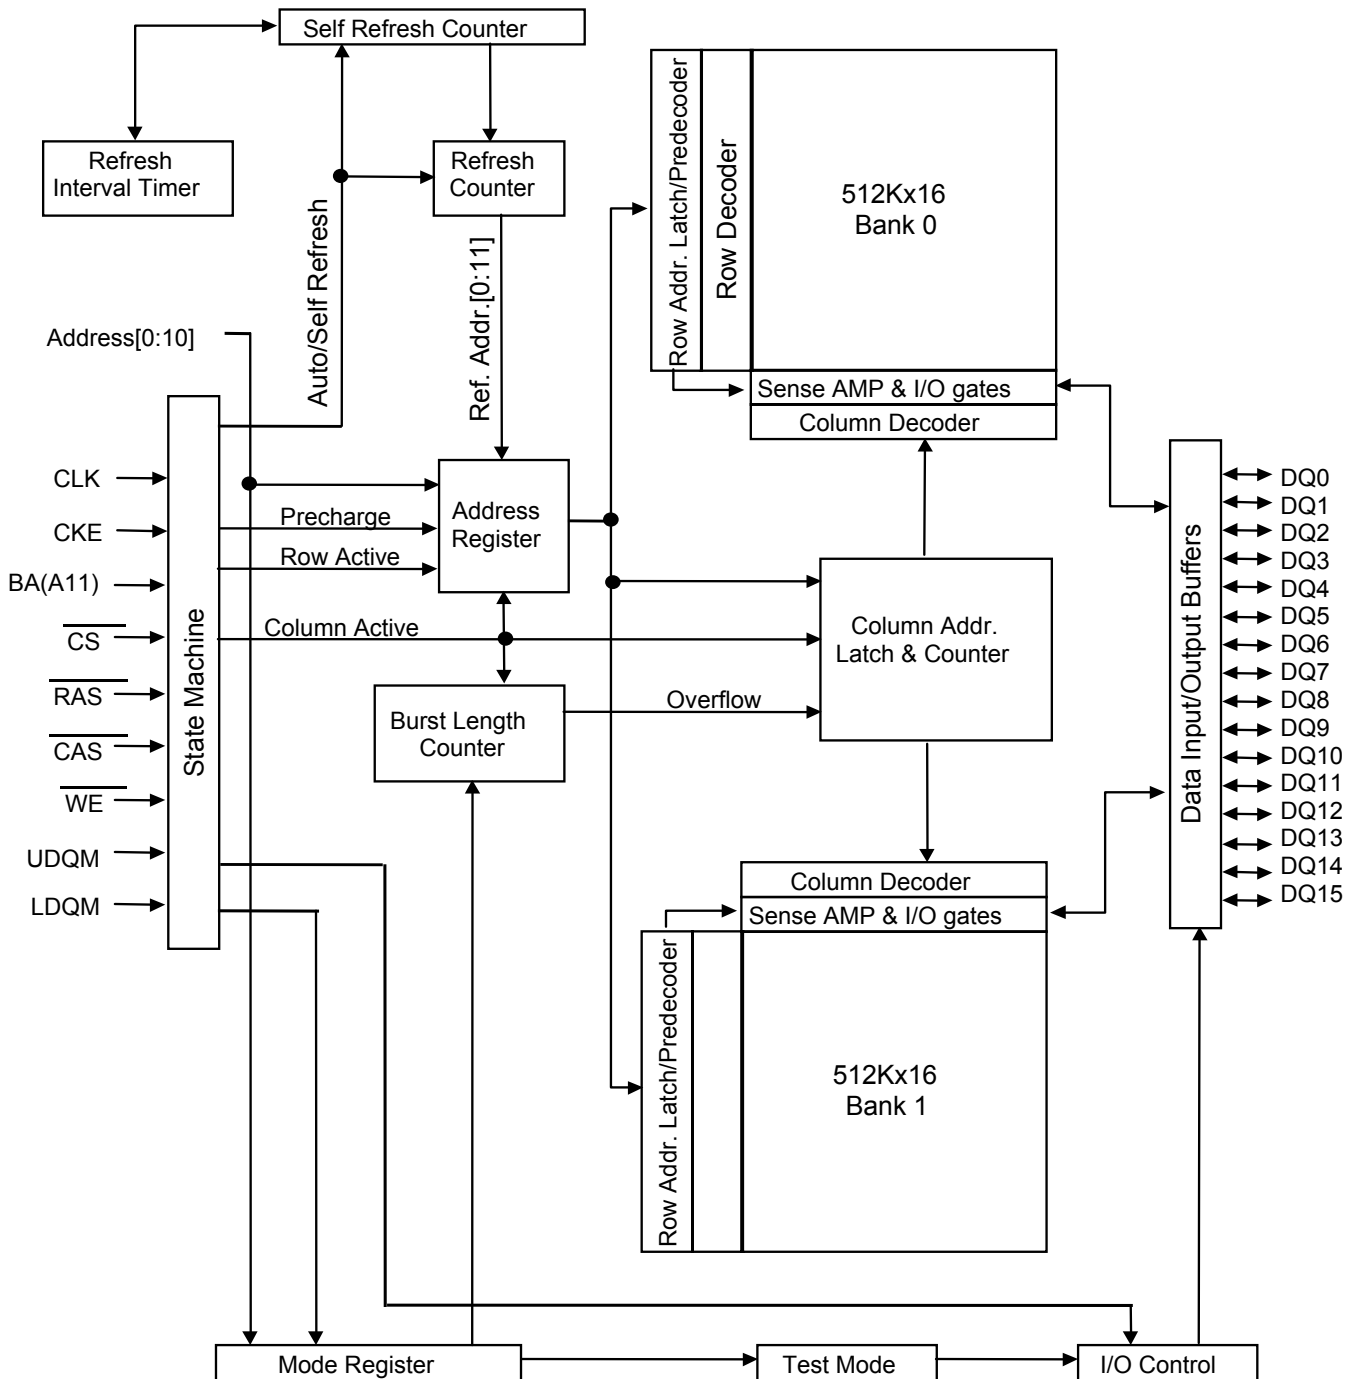 Self Refresh Counter
Refresh
Interval Timer
Refresh
Counter
Auto/Self Refresh
Ref. Addr.[0:11]
Row Addr. Latch/Predecoder
Row Decoder
512Kx16
Bank 0
Sense AMP & I/O gates
Column Decoder
Address[0:10]
CLK
CKE
BA(A11)
CS
RAS
CAS
WE
UDQM
LDQM
State Machine
Precharge
Row Active
Column Active
Address
Register
Burst Length
Counter
Overflow
Column Addr.
Latch & Counter
Data Input/Output Buffers
DQ0
DQ1
DQ2
DQ3
DQ4
DQ5
DQ6
DQ7
DQ8
DQ9
DQ10
DQ11
DQ12
DQ13
DQ14
DQ15
Column Decoder
Sense AMP & I/O gates
Row Addr. Latch/Predecoder
512Kx16
Bank 1
Mode Register
Test Mode
I/O Control